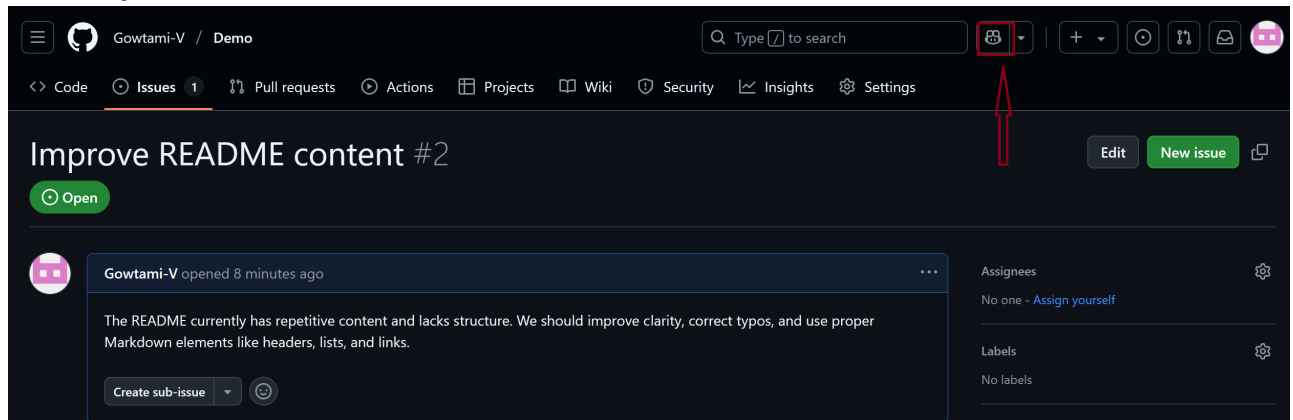 Gowtami-V / Demo
Type / to search
Code
Issues 1
Pull requests
Actions
Projects
Wiki
Security
Insights
Settings
Improve README content #2
Edit
New issue
Open
Gowtami-V opened 8 minutes ago
The README currently has repetitive content and lacks structure. We should improve clarity, correct typos, and use proper
Markdown elements like headers, lists, and links.
Create sub-issue
Assignees
No one - Assign yourself
Labels
No labels